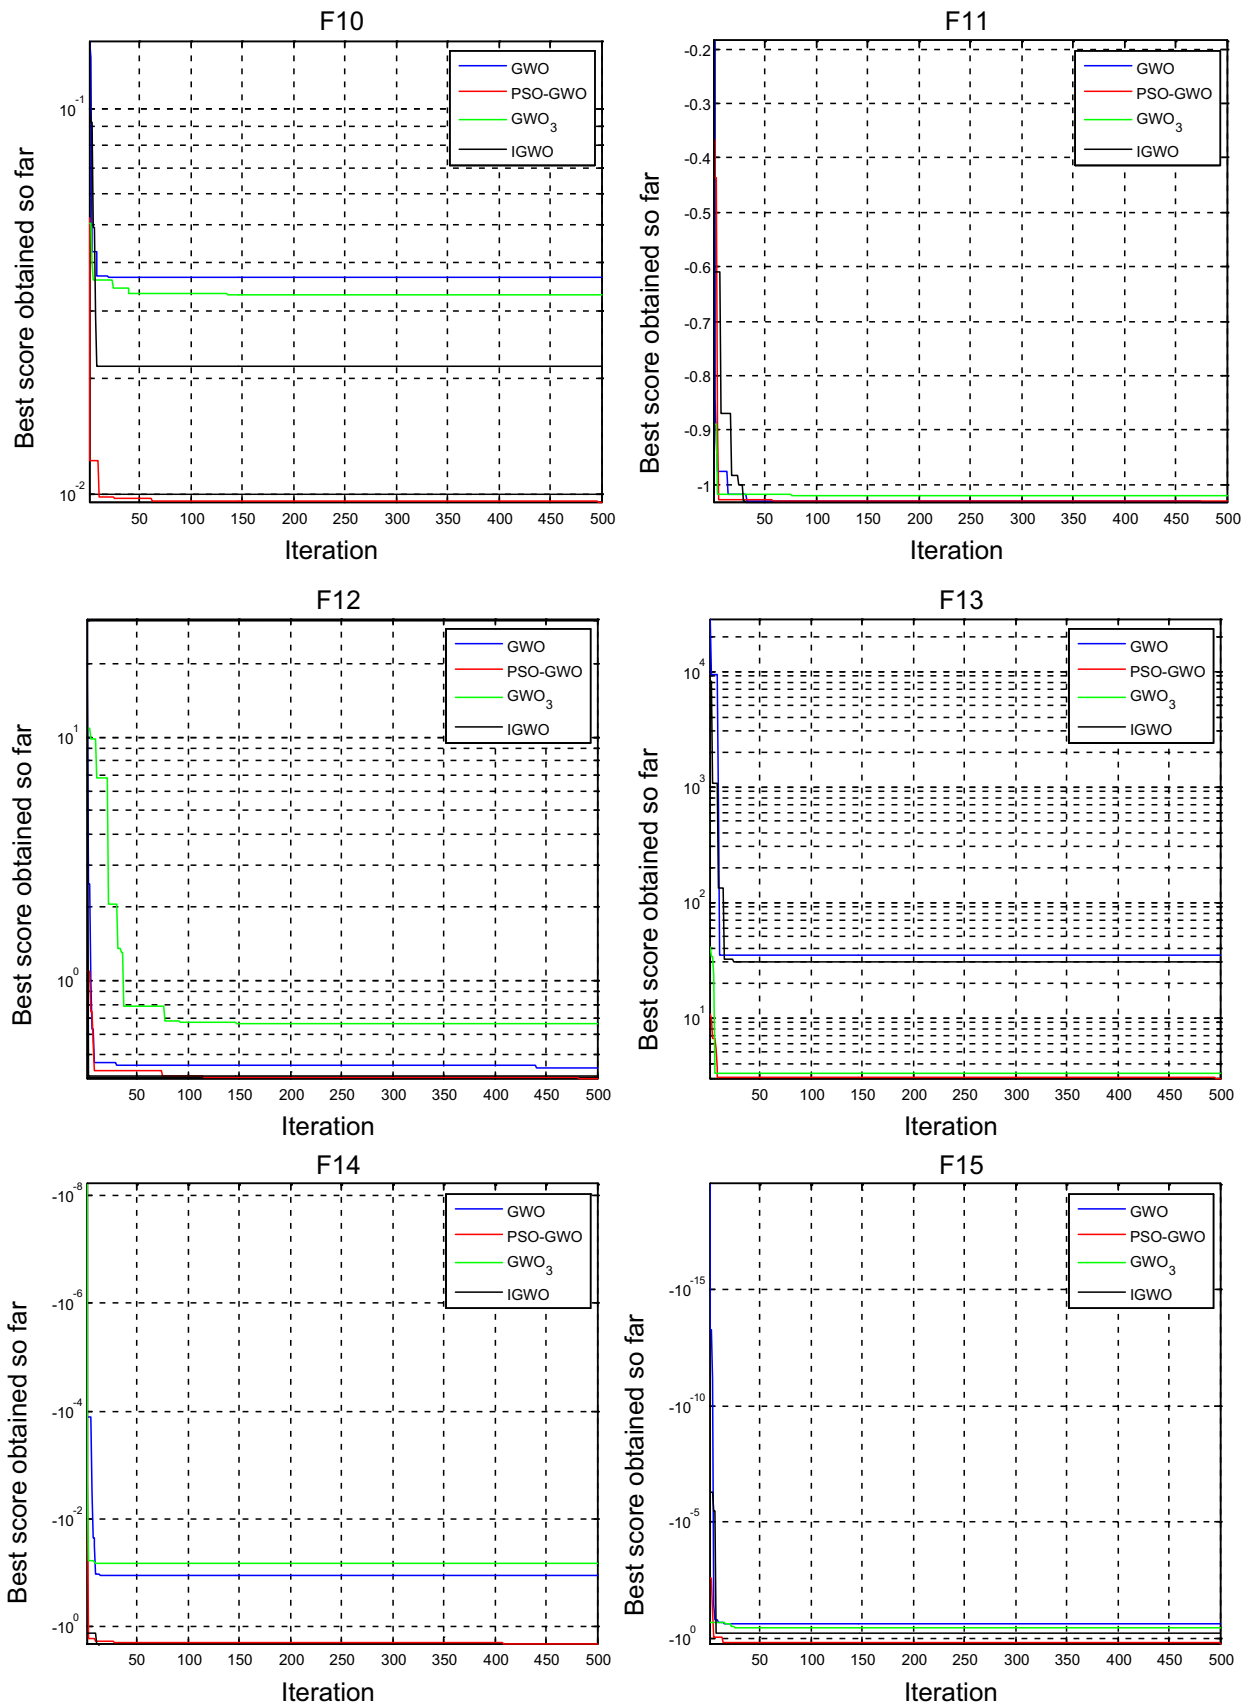 F10
10^-1
10^-2
Best score obtained so far
GWO
PSO-GWO
GWO3
IGWO
50 100 150 200 250 300 350 400 450 500
Iteration
F11
-0.2
-0.3
-0.4
-0.5
-0.6
-0.7
-0.8
-0.9
-1
Best score obtained so far
GWO
PSO-GWO
GWO3
IGWO
50 100 150 200 250 300 350 400 450 500
Iteration
F12
10^1
10^0
Best score obtained so far
GWO
PSO-GWO
GWO3
IGWO
50 100 150 200 250 300 350 400 450 500
Iteration
F13
10^4
10^3
10^2
10^1
Best score obtained so far
GWO
PSO-GWO
GWO3
IGWO
50 100 150 200 250 300 350 400 450 500
Iteration
F14
-10^-8
-10^-6
-10^-4
-10^-2
-10^0
Best score obtained so far
GWO
PSO-GWO
GWO3
IGWO
50 100 150 200 250 300 350 400 450 500
Iteration
F15
-10^-15
-10^-10
-10^-5
-10^0
Best score obtained so far
GWO
PSO-GWO
GWO3
IGWO
50 100 150 200 250 300 350 400 450 500
Iteration